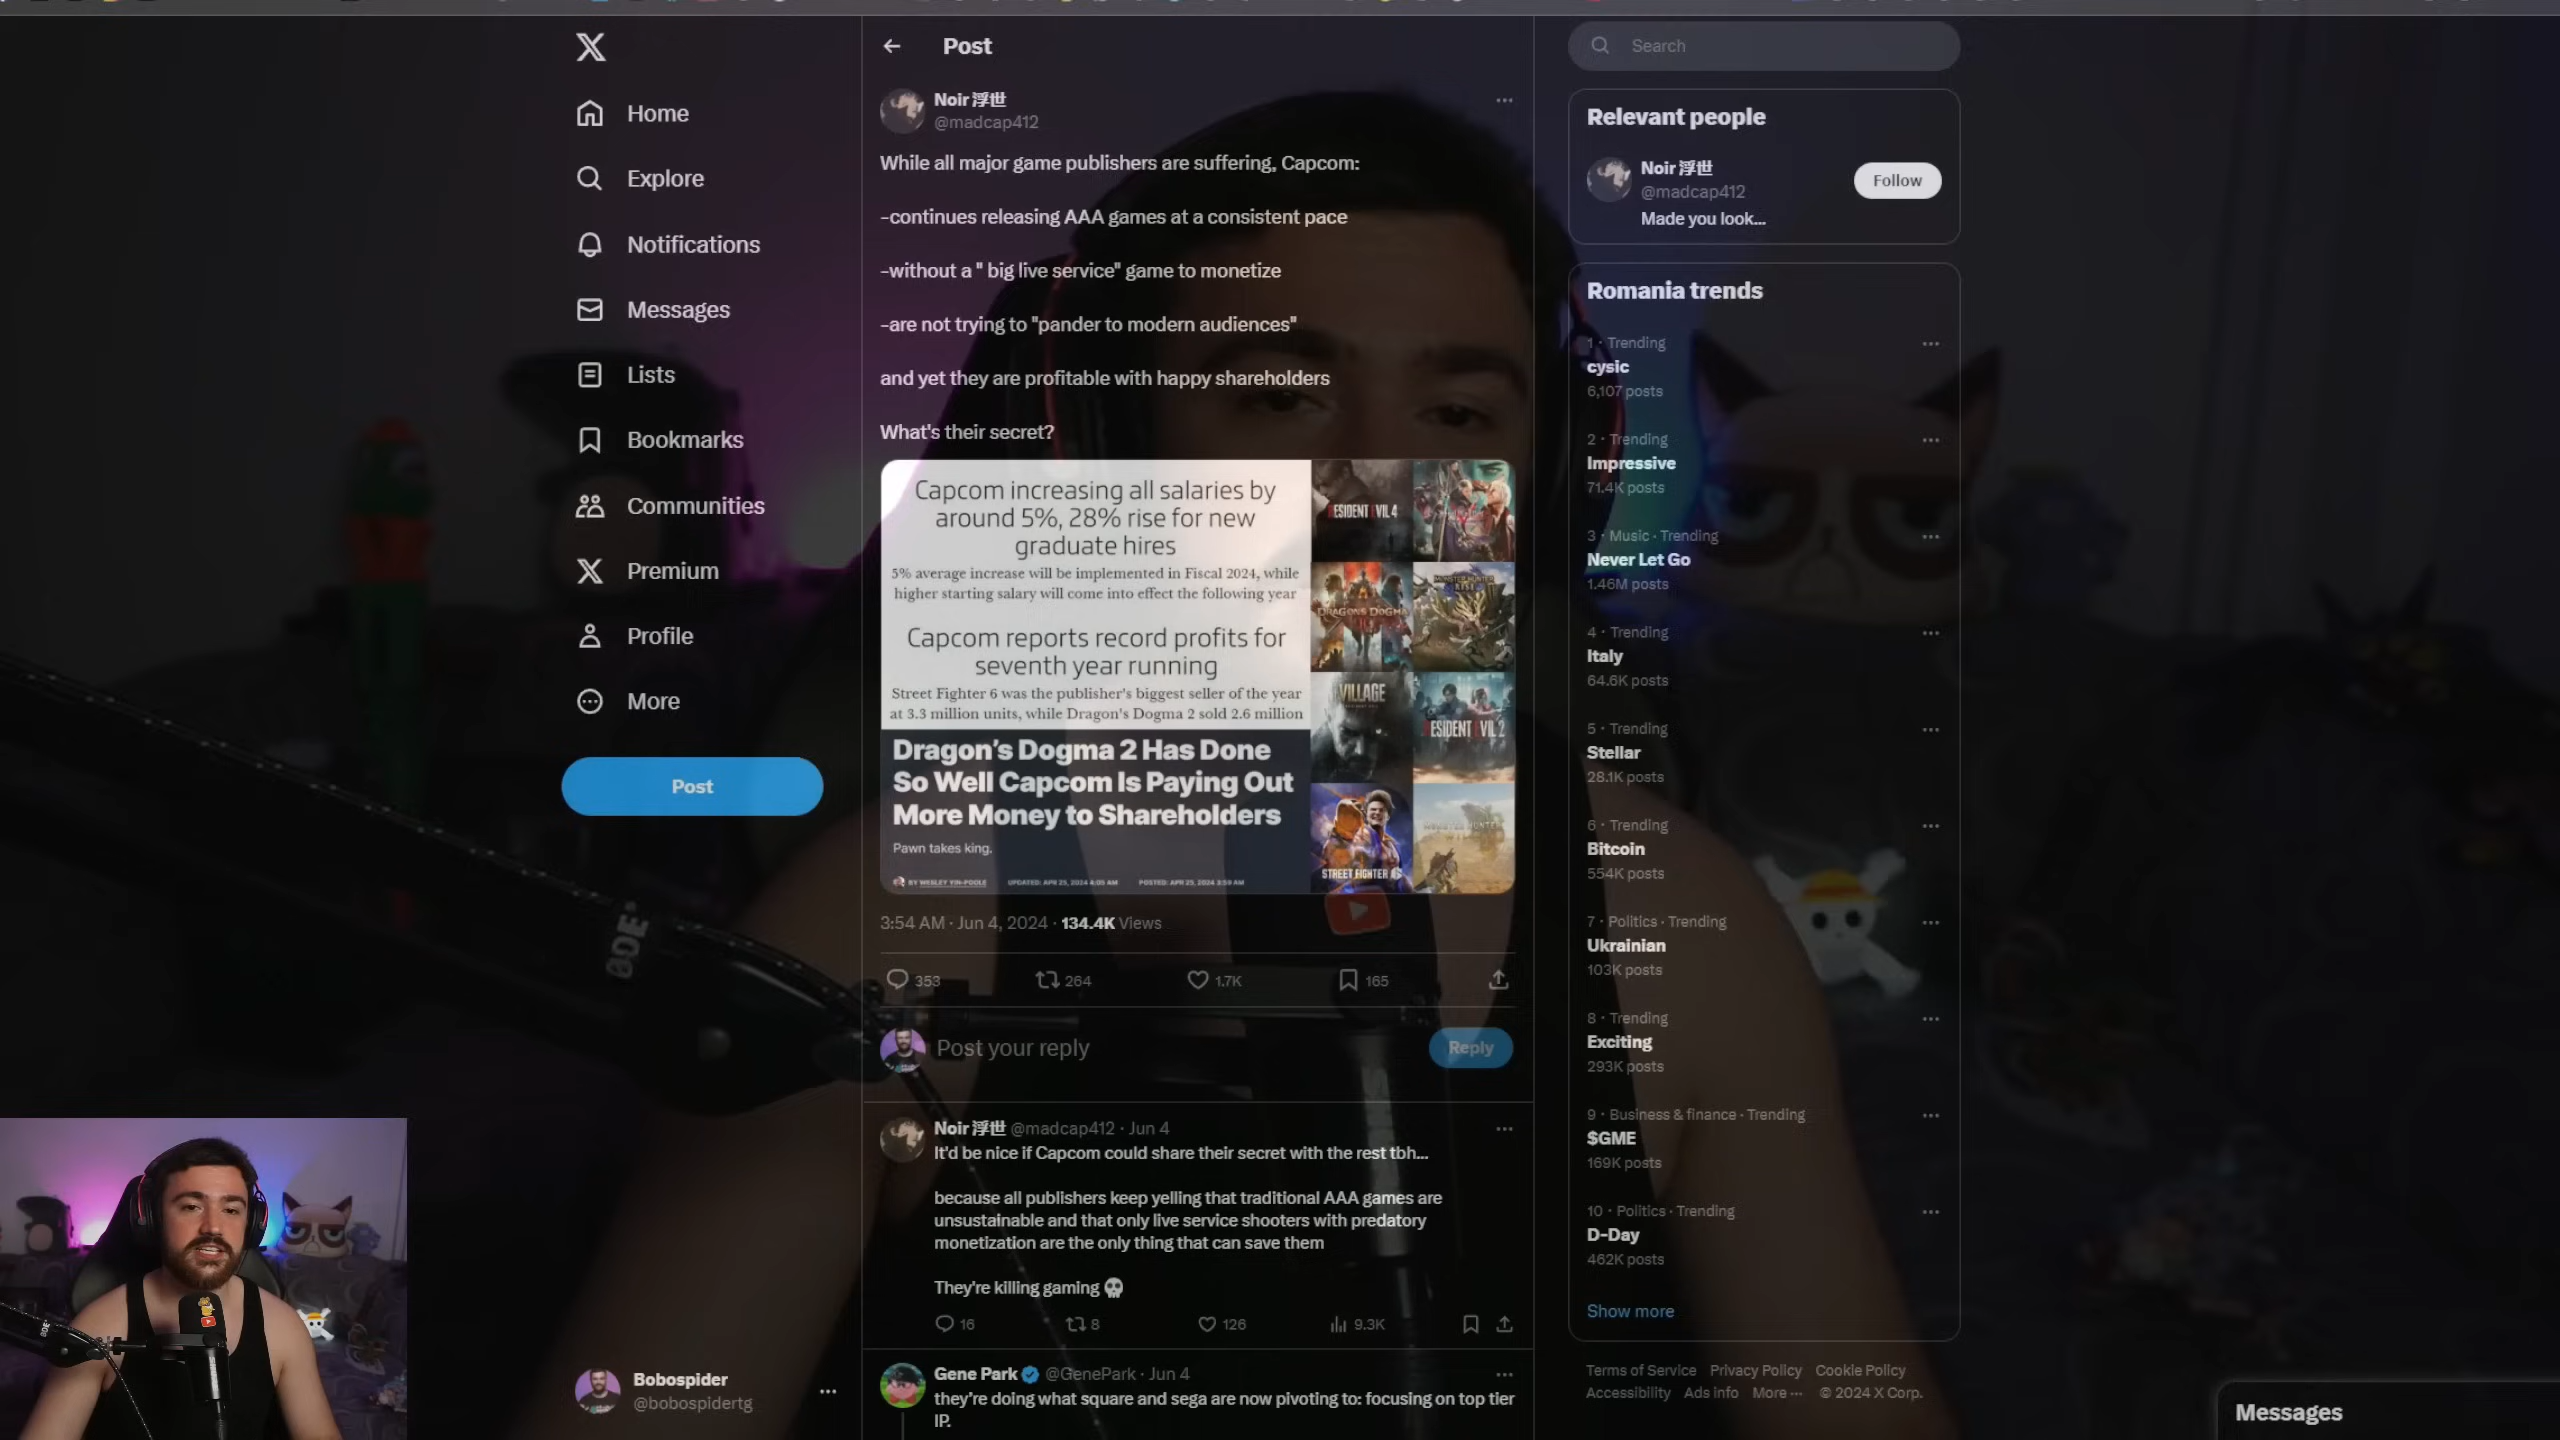 Home
Explore
Notifications
Messages
Lists
Bookmarks
Communities
Premium
Profile
More
Post
Bobospider
@bobospidertg
Post
Noir 浮世
@madcap412
While all major game publishers are suffering, Capcom:
-continues releasing AAA games at a consistent pace
-without a " big live service" game to monetize
-are not trying to "pander to modern audiences"
and yet they are profitable with happy shareholders
What's their secret?
Capcom increasing all salaries by
around 5%, 28% rise for new
graduate hires
5% average increase will be implemented in Fiscal 2024, while
higher starting salary will come into effect the following year
Capcom reports record profits for
seventh year running
Street Fighter 6 was the publisher's biggest seller of the year
at 3.3 million units, while Dragon's Dogma 2 sold 2.6 million
Dragon's Dogma 2 Has Done
So Well Capcom Is Paying Out
More Money to Shareholders
Pawn takes king.
BY WESLEY YIN-POOLE UPDATED: APR 25, 2024 4:05 AM POSTED: APR 25, 2024 3:59 AM
RESIDENT EVIL 4
DRAGON'S DOGMA
MONSTER HUNTER
RISE
VILLAGE
RESIDENT EVIL 2
STREET FIGHTER 6
MONSTER HUNTER
3:54 AM · Jun 4, 2024 · 134.4K Views
353 264 1.7K 165
Post your reply
Reply
Noir 浮世 @madcap412 · Jun 4
It'd be nice if Capcom could share their secret with the rest tbh...
because all publishers keep yelling that traditional AAA games are
unsustainable and that only live service shooters with predatory
monetization are the only thing that can save them
They're killing gaming 💀
16 8 126 9.3K
Gene Park @GenePark · Jun 4
they're doing what square and sega are now pivoting to: focusing on top tier
IP.
Search
Relevant people
Noir 浮世
@madcap412
Made you look...
Follow
Romania trends
1 · Trending
cysic
6,107 posts
2 · Trending
Impressive
71.4K posts
3 · Music · Trending
Never Let Go
1.46M posts
4 · Trending
Italy
64.6K posts
5 · Trending
Stellar
28.1K posts
6 · Trending
Bitcoin
554K posts
7 · Politics · Trending
Ukrainian
103K posts
8 · Trending
Exciting
293K posts
9 · Business & finance · Trending
$GME
169K posts
10 · Politics · Trending
D-Day
462K posts
Show more
Terms of Service Privacy Policy Cookie Policy
Accessibility Ads info More ··· © 2024 X Corp.
Messages